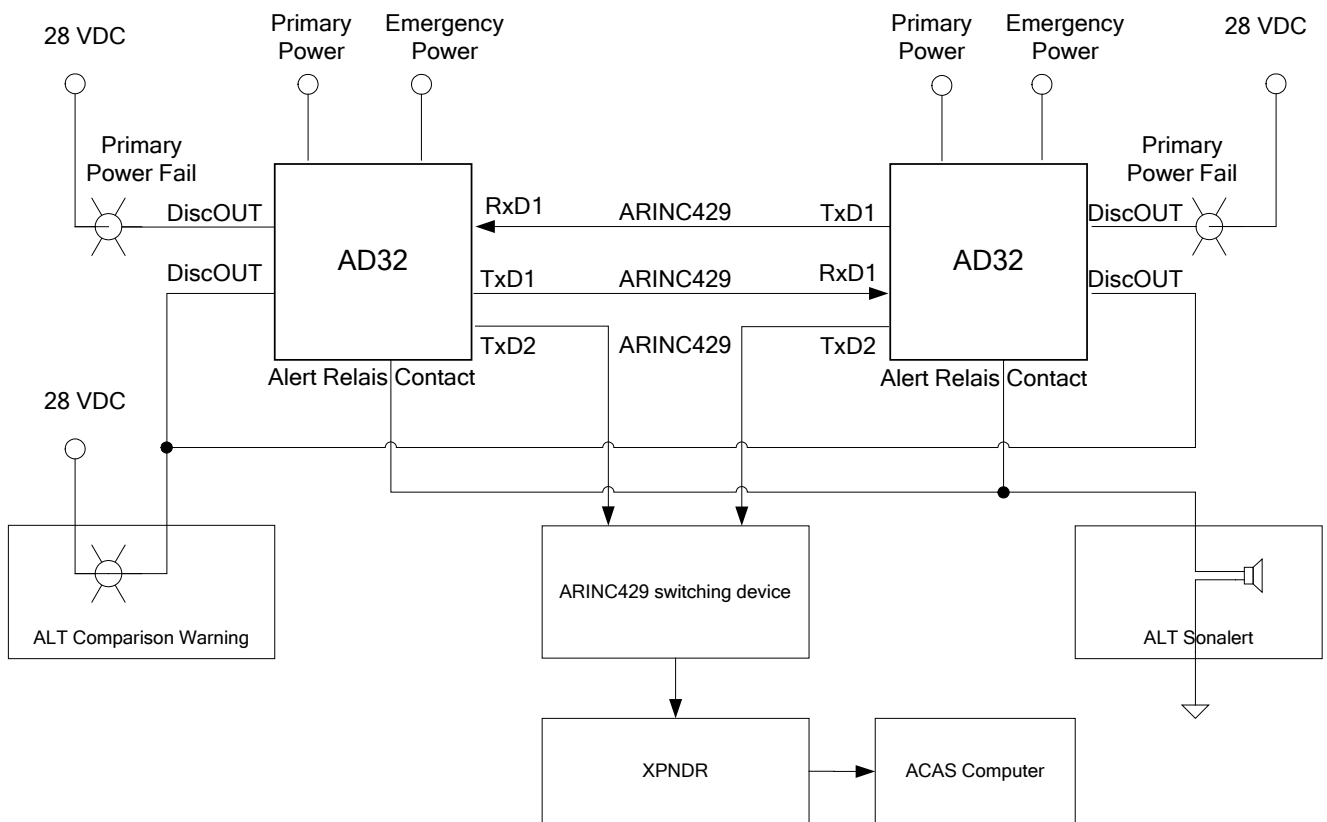 28 VDC
Primary
Power
Emergency
Power
Primary
Power
Emergency
Power
28 VDC
Primary
Power Fail
Primary
Power Fail
DiscOUT
RxD1
ARINC429
TxD1
DiscOUT
AD32
AD32
DiscOUT
TxD1
ARINC429
RxD1
DiscOUT
TxD2
ARINC429
TxD2
Alert Relais Contact
Alert Relais Contact
28 VDC
ARINC429 switching device
ALT Comparison Warning
ALT Sonalert
XPNDR
ACAS Computer